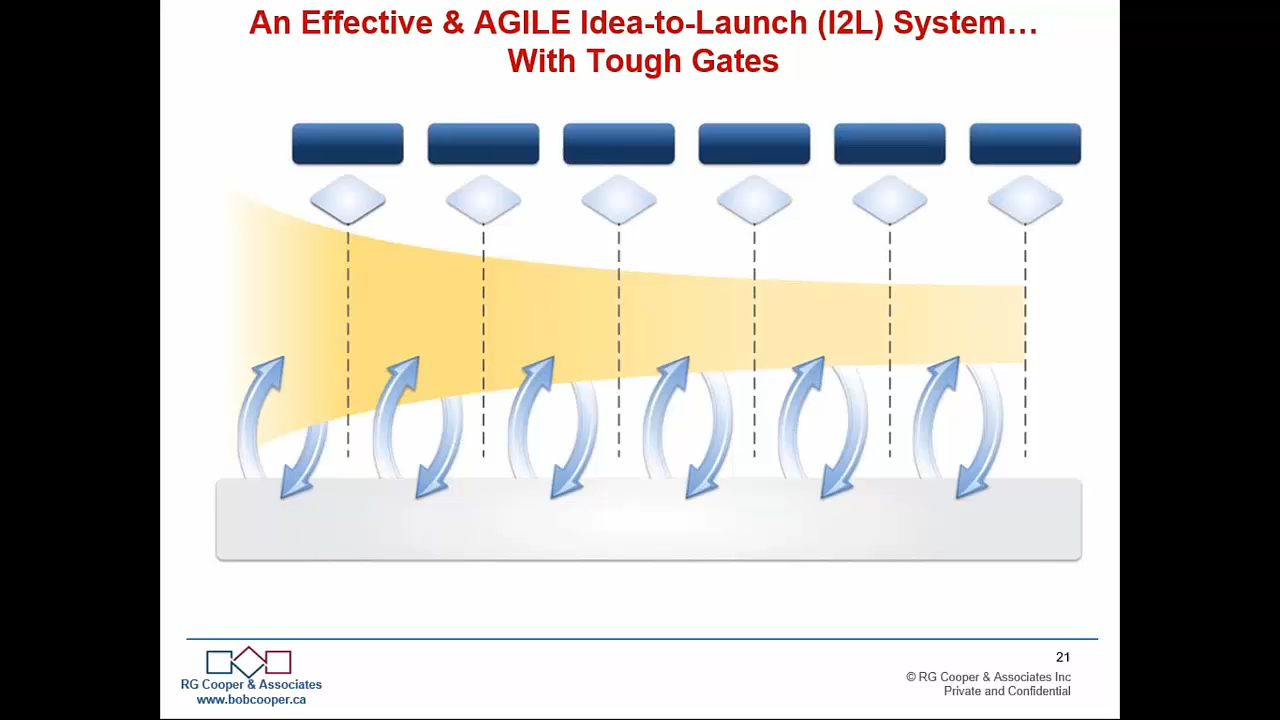 An Effective & AGILE Idea-to-Launch (I2L) System…
With Tough Gates
21
RG Cooper & Associates
www.bobcooper.ca
© RG Cooper & Associates Inc
Private and Confidential